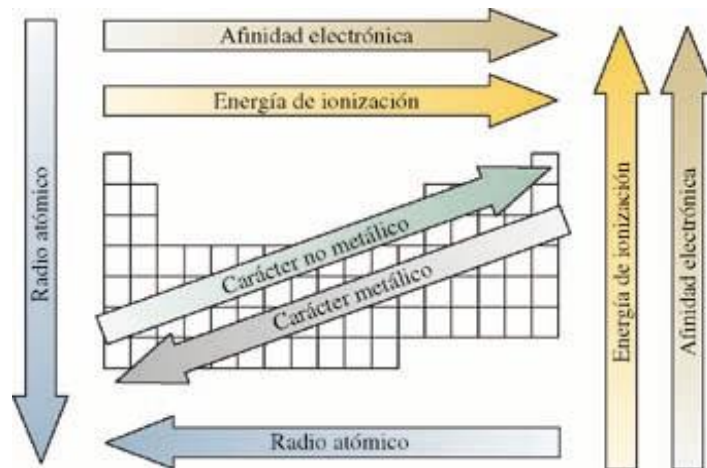 Afinidad electrónica
Energía de ionización
Radio atómico
Carácter no metálico
Carácter metálico
Energía de ionización
Afinidad electrónica
Radio atómico